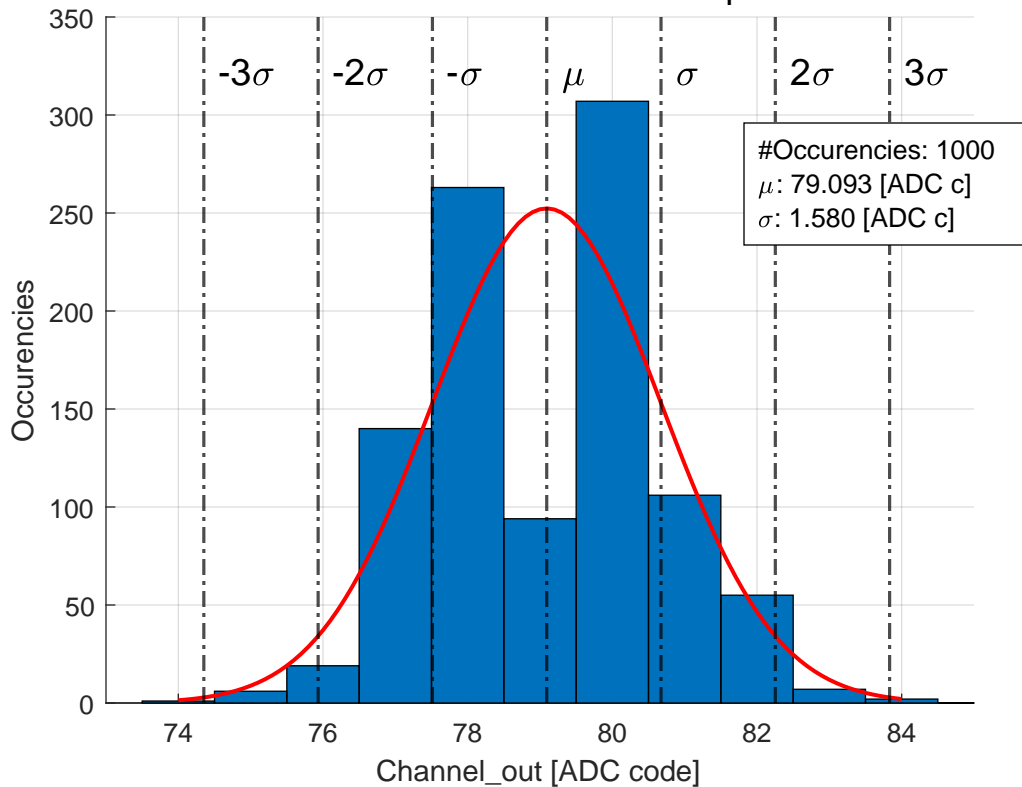 350
300
250
200
150
100
50
0
Occurencies
-3σ
-2σ
-σ
μ
σ
2σ
3σ
#Occurencies: 1000
μ: 79.093 [ADC c]
σ: 1.580 [ADC c]
74
76
78
80
82
84
Channel_out [ADC code]